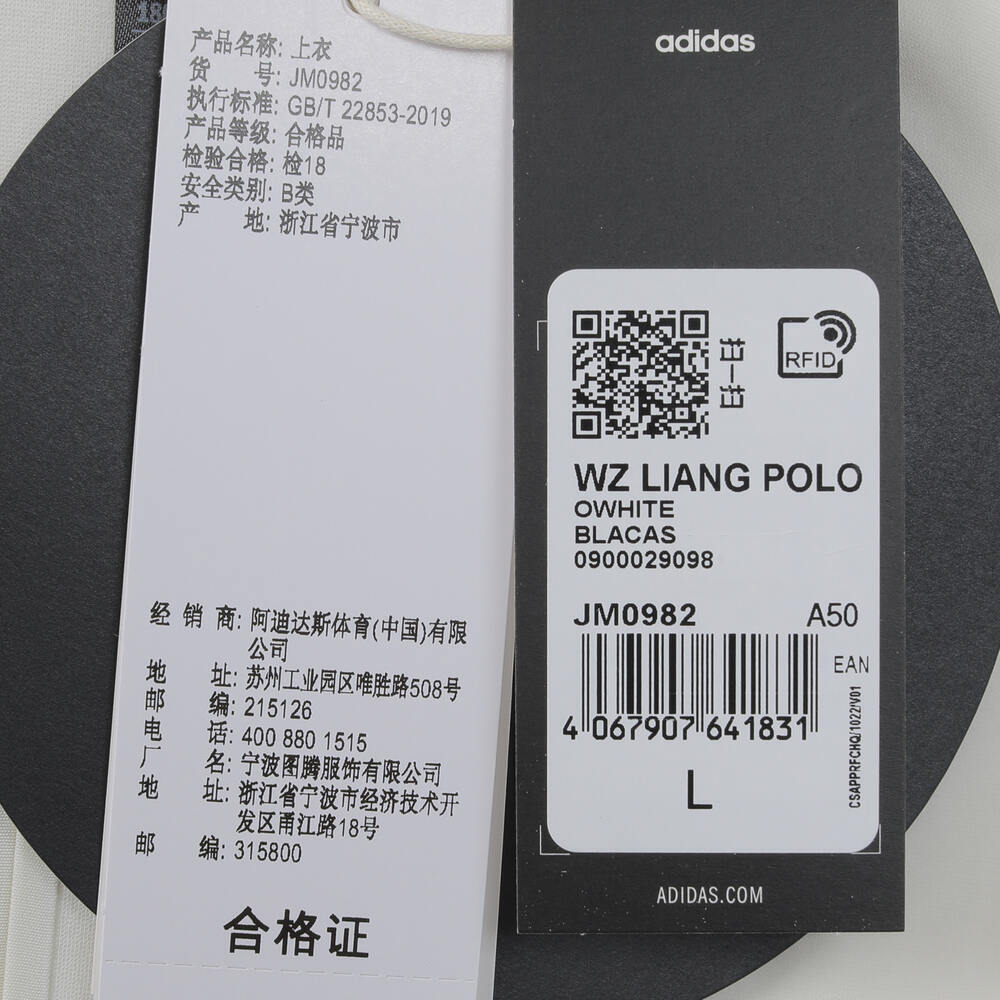 产品名称: 上衣
货 号: JM0982
执行标准: GB/T 22853-2019
产品等级: 合格品
检验合格: 检18
安全类别: B类
产 地: 浙江省宁波市
经 销 商: 阿迪达斯体育(中国)有限
公司
地 址: 苏州工业园区唯胜路508号
邮 编: 215126
电 话: 400 880 1515
厂 名: 宁波图腾服饰有限公司
地 址: 浙江省宁波市经济技术开
发区甬江路18号
邮 编: 315800
合格证
adidas
扫一扫
RFID
WZ LIANG POLO
OWHITE
BLACAS
0900029098
JM0982 A50
EAN
4 067907 641831
CSAPPRFCHQ/1022/V01
L
ADIDAS.COM